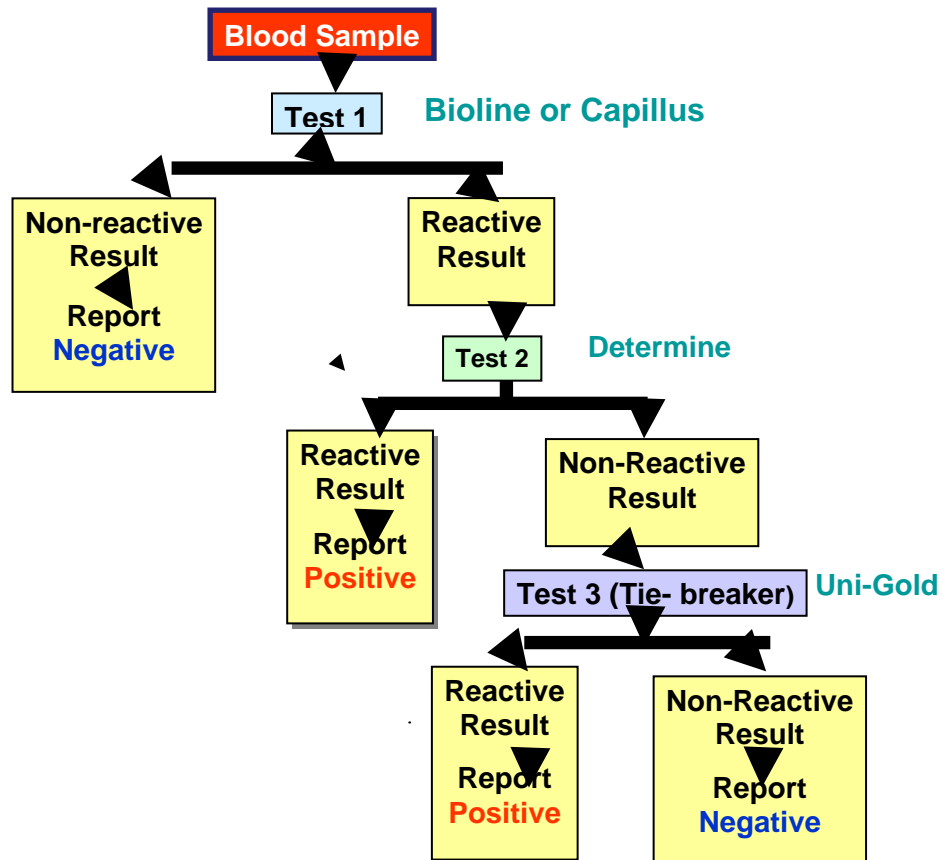 Blood Sample
Test 1
Bioline or Capillus
Non-reactive
Result
Report
Negative
Reactive
Result
Test 2
Determine
Reactive
Result
Report
Positive
Non-Reactive
Result
Test 3 (Tie- breaker)
Uni-Gold
Reactive
Result
Report
Positive
Non-Reactive
Result
Report
Negative